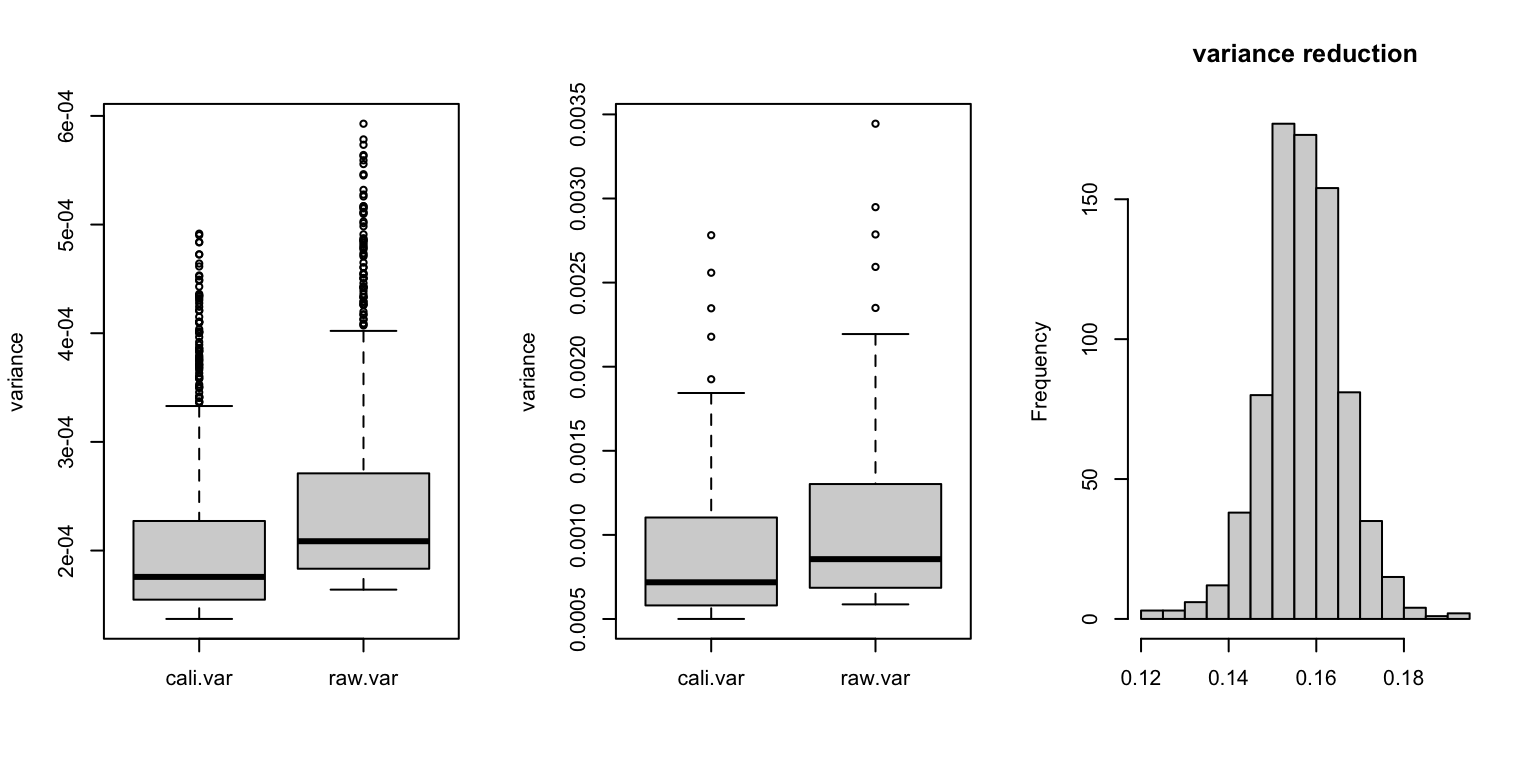 variance
6e-04
5e-04
4e-04
3e-04
2e-04
cali.var raw.var
variance
0.0035
0.0030
0.0025
0.0020
0.0015
0.0010
0.0005
cali.var raw.var
variance reduction
Frequency
150
100
50
0
0.12 0.14 0.16 0.18